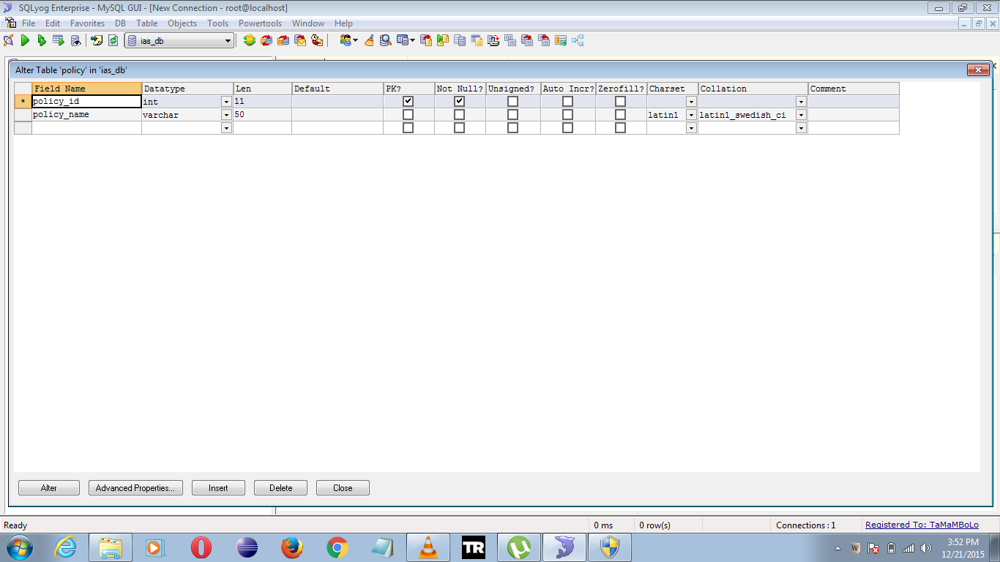 SQLyog Enterprise - MySQL GUI - [New Connection - root@localhost]
File Edit Favorites DB Table Objects Tools Powertools Window Help
ias_db
Alter Table 'policy' in 'ias_db'
Field Name Datatype Len Default PK? Not Null? Unsigned? Auto Incr? Zerofill? Charset Collation Comment
* policy_id int 11
policy_name varchar 50 latin1 latin1_swedish_ci
Alter Advanced Properties... Insert Delete Close
Ready 0 ms 0 row(s) Connections : 1 Registered To: TaMaMBoLo
TR
3:52 PM
12/21/2015